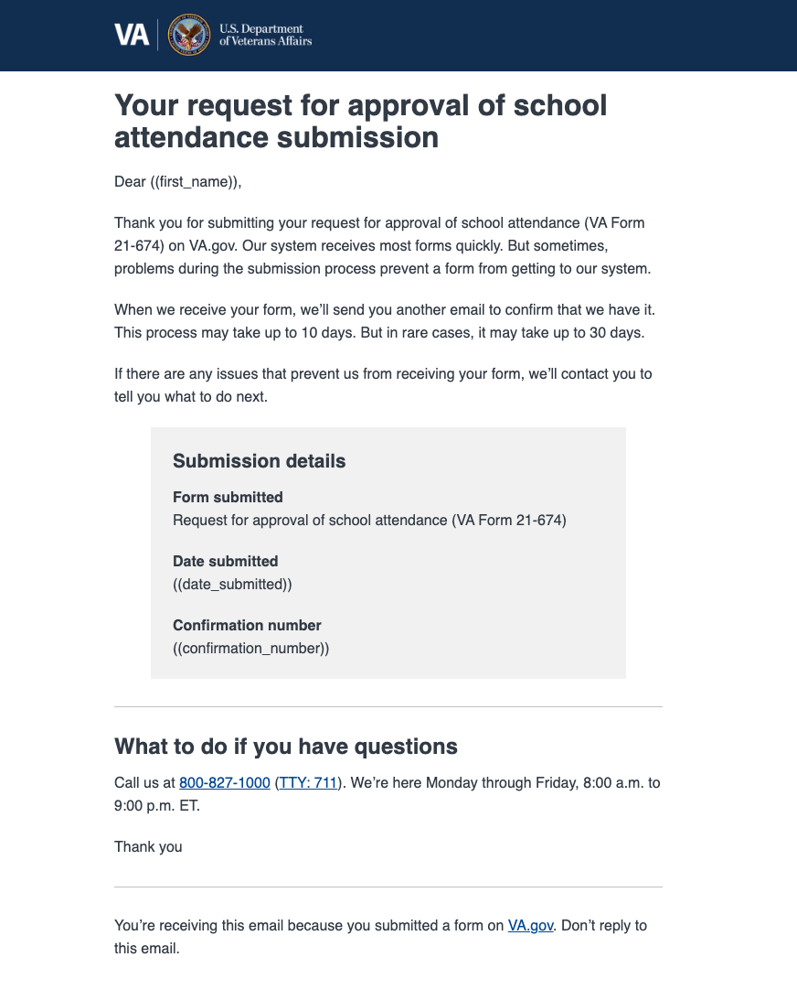 VA
U.S. Department
of Veterans Affairs
Your request for approval of school
attendance submission
Dear ((first_name)),
Thank you for submitting your request for approval of school attendance (VA Form
21-674) on VA.gov. Our system receives most forms quickly. But sometimes,
problems during the submission process prevent a form from getting to our system.
When we receive your form, we’ll send you another email to confirm that we have it.
This process may take up to 10 days. But in rare cases, it may take up to 30 days.
If there are any issues that prevent us from receiving your form, we’ll contact you to
tell you what to do next.
Submission details
Form submitted
Request for approval of school attendance (VA Form 21-674)
Date submitted
((date_submitted))
Confirmation number
((confirmation_number))
What to do if you have questions
Call us at 800-827-1000 (TTY: 711). We’re here Monday through Friday, 8:00 a.m. to
9:00 p.m. ET.
Thank you
You’re receiving this email because you submitted a form on VA.gov. Don’t reply to
this email.